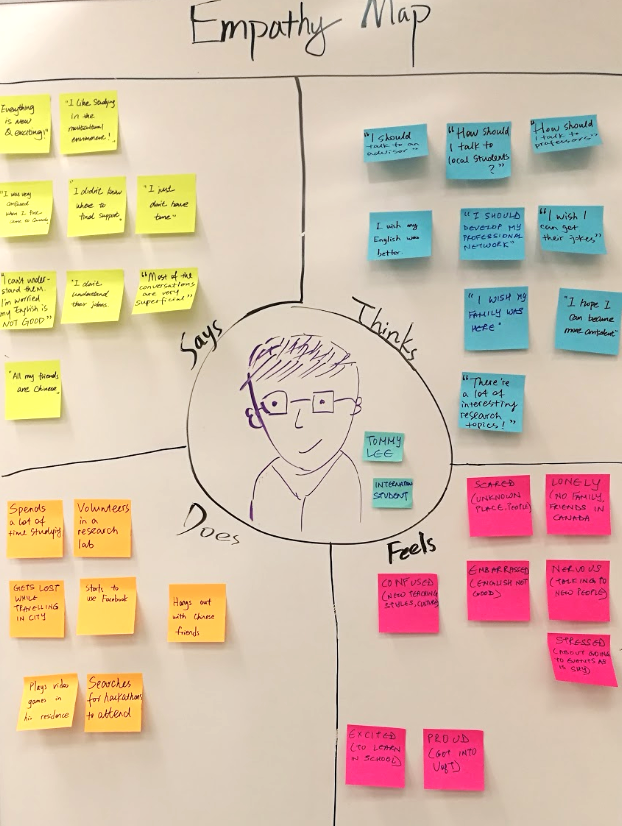 Empathy Map
Everything
is New
& exciting!"
"I like studying
in the
multicultural
environment!"
"I was very
confused
when I first
came to Canada
"I didn't know
where to
find support"
"I just
don't have
time"
"I can't under-
stand them.
I'm worried
my English is
NOT GOOD"
"I don't
understand
their jokes.
"Most of the
conversations
are very
superficial"
"All my friends
are Chinese"
Says
"I should
talk to an
advisor"
"How should
I talk to
local students
?"
"How should
I talk to
professors"
I wish my
English was
better
"I SHOULD
DEVELOP MY
PROFESSIONAL
NETWORK"
"I wish I
can get
their jokes"
"I WISH MY
FAMILY WAS
HERE"
"I hope I
can become
more confident"
"There're
a lot of
interesting
research
topics!"
Thinks
TOMMY
LEE
INTERNATION
STUDENT
Does
Spends
a lot of
time studying
Volunteers
in a
research
lab
GETS LOST
WHILE
TRAVELLING
IN CITY
Starts to
use Facebook
Hangs out
with Chinese
friends
Plays video
games in
his residence
Searches
for hackathons
to attend
Feels
SCARED
(UNKNOWN
PLACE, PEOPLE)
LONELY
(NO FAMILY
FRIENDS IN
CANADA
CONFUSED
(NEW TEACHING
STYLES, CULTURE)
EMBARRASSED
(ENGLISH NOT
GOOD)
NERVOUS
(TALKING TO
NEW PEOPLE)
STRESSED
(ABOUT GOING
TO EVENTS AS
IS SHY)
EXCITED
(TO LEARN
IN SCHOOL)
PROUD
(GOT INTO
UofT)